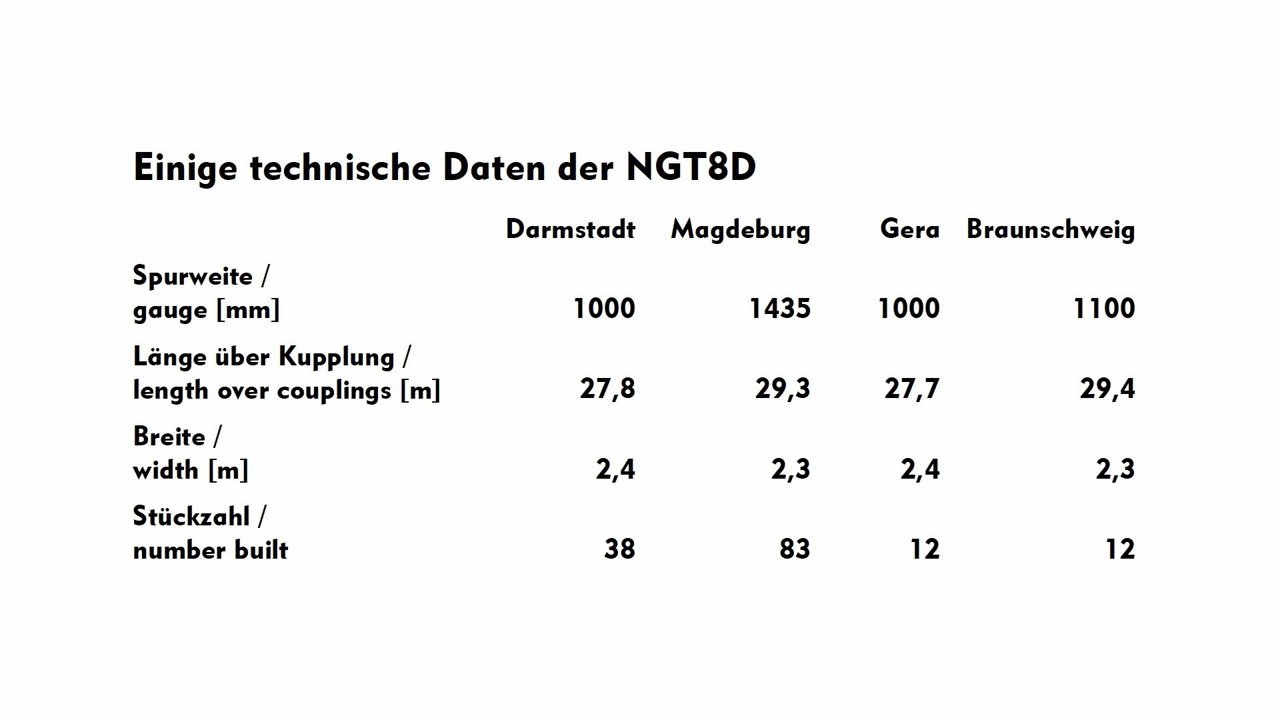 Einige technische Daten der NGT8D
Darmstadt Magdeburg Gera Braunschweig
Spurweite /
gauge [mm] 1000 1435 1000 1100
Länge über Kupplung /
length over couplings [m] 27,8 29,3 27,7 29,4
Breite /
width [m] 2,4 2,3 2,4 2,3
Stückzahl /
number built 38 83 12 12